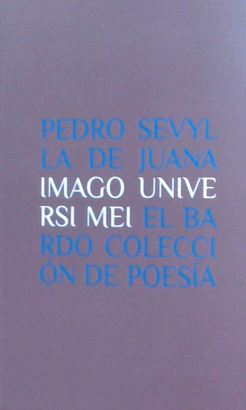 PEDRO SEVYL
LA DE JUANA
IMAGO UNIVE
RSI MEI EL BA
RDO COLECCI
ÓN DE POESÍA